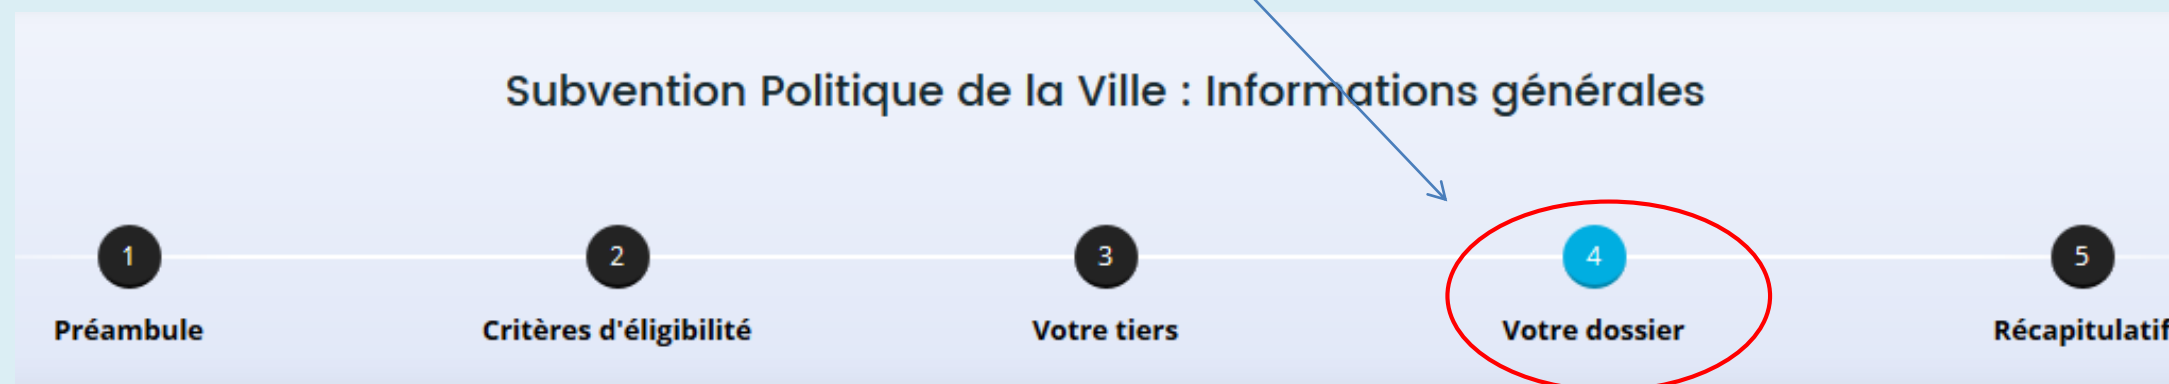 Subvention Politique de la Ville : Informations générales
1 2 3 4 5
Préambule Critères d'éligibilité Votre tiers Votre dossier Récapitulatif